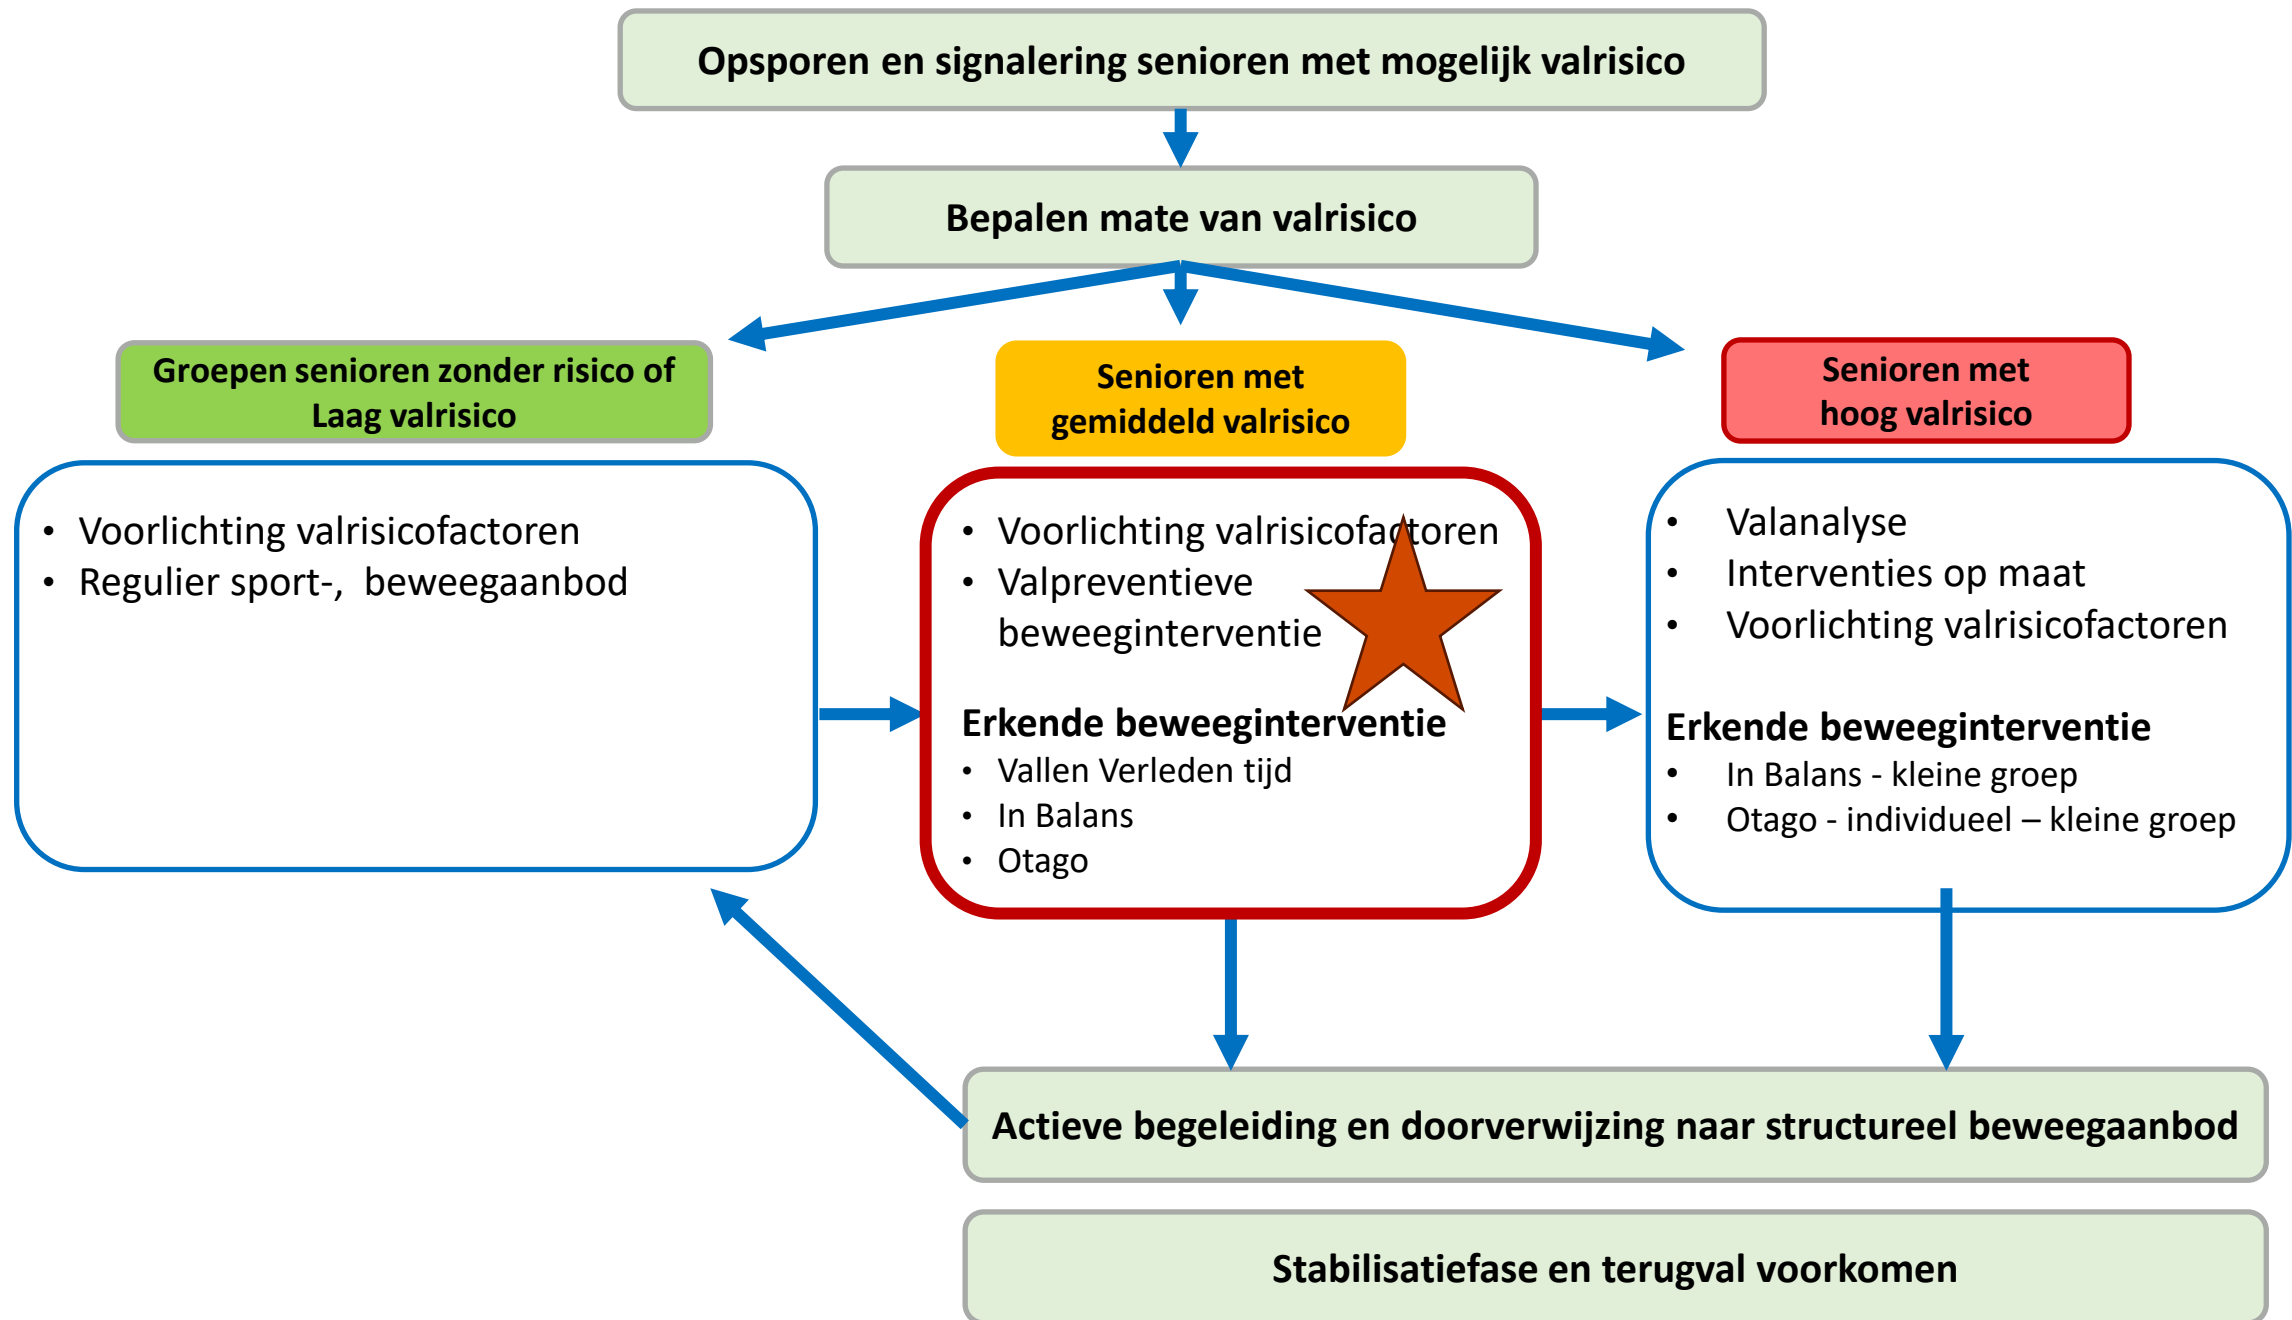 Opsporen en signalering senioren met mogelijk valrisico
Bepalen mate van valrisico
Groepen senioren zonder risico of
Laag valrisico
• Voorlichting valrisicofactoren
• Regulier sport-, beweegaanbod
Senioren met
gemiddeld valrisico
• Voorlichting valrisicofactoren
• Valpreventieve
beweeginterventie
Erkende beweeginterventie
• Vallen Verleden tijd
• In Balans
• Otago
Senioren met
hoog valrisico
• Valanalyse
• Interventies op maat
• Voorlichting valrisicofactoren
Erkende beweeginterventie
• In Balans - kleine groep
• Otago - individueel – kleine groep
Actieve begeleiding en doorverwijzing naar structureel beweegaanbod
Stabilisatiefase en terugval voorkomen